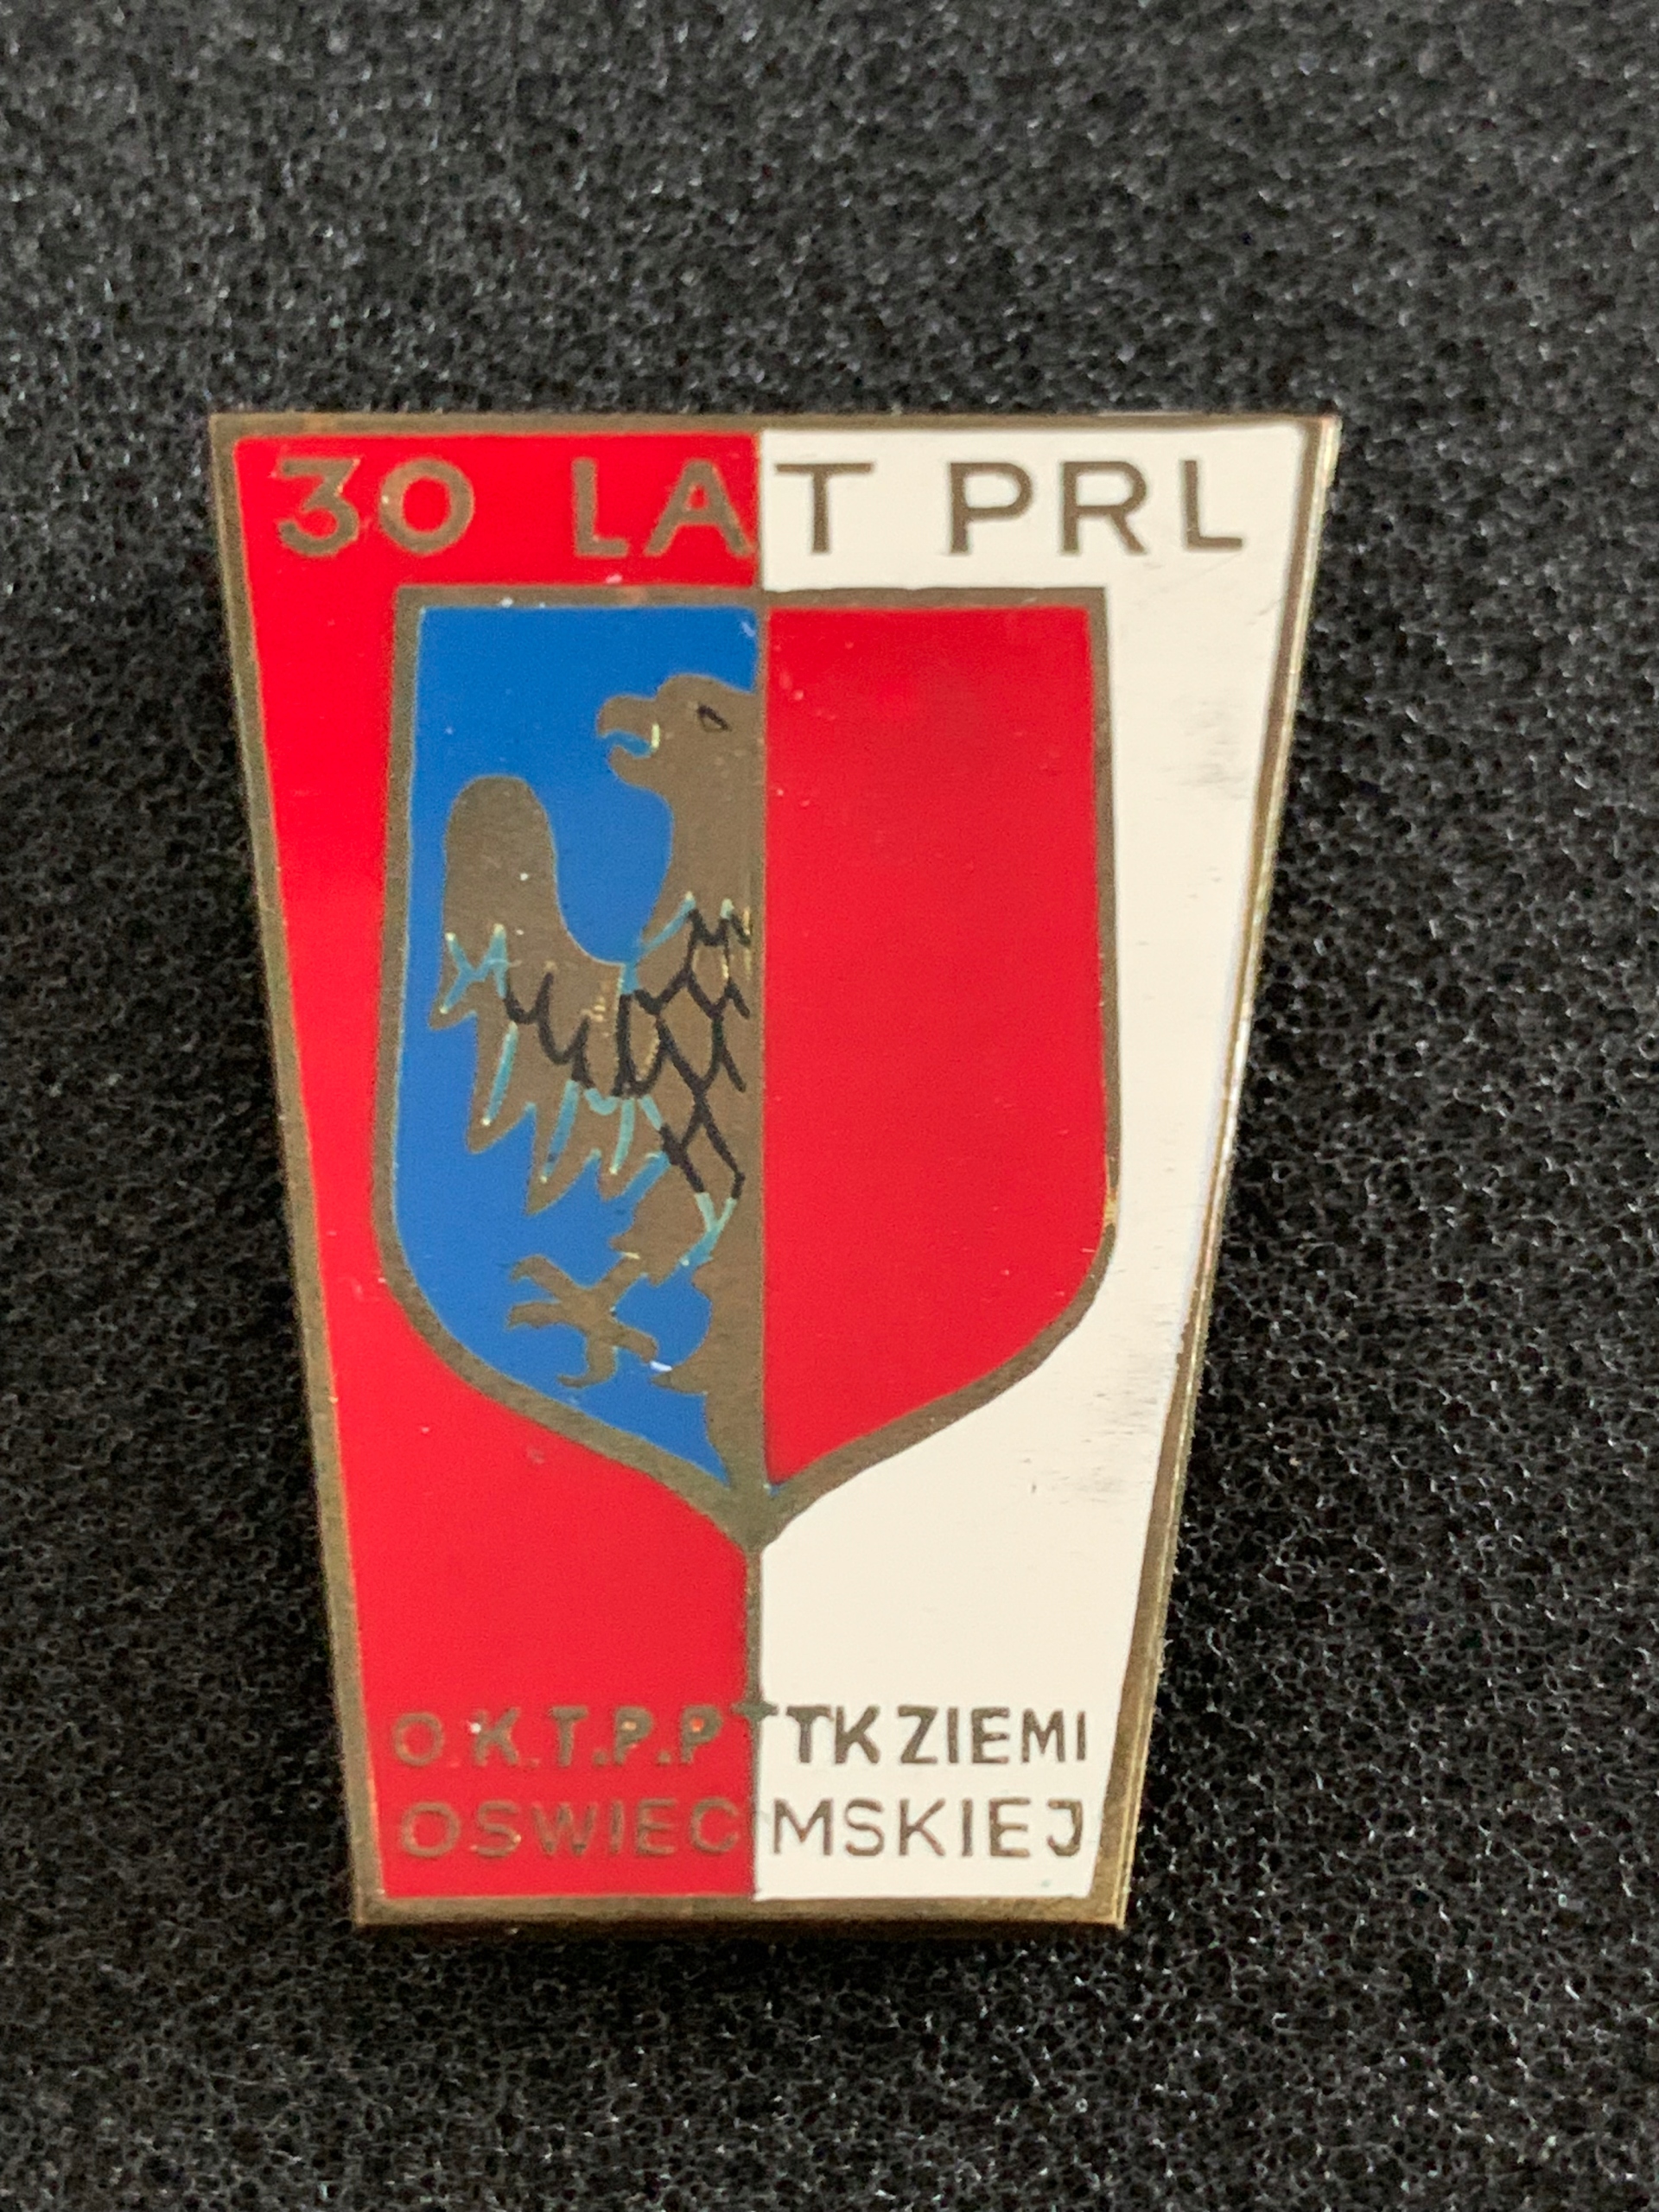 30 LAT PRL
O.K.T.P.PTTK ZIEMI
OSWIECIMSKIEJ